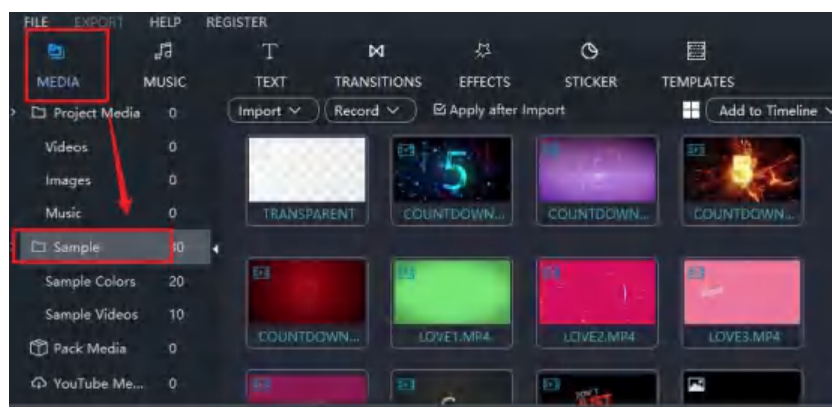 FILE EXPORT HELP REGISTER
MEDIA MUSIC TEXT TRANSITIONS EFFECTS STICKER TEMPLATES
Project Media 0
Import Record Apply after Import Add to Timeline
Videos 0
Images 0
Music 0
TRANSPARENT COUNTDOWN... COUNTDOWN... COUNTDOWN...
Sample 30
Sample Colors 20
Sample Videos 10
COUNTDOWN... LOVE1.MP4 LOVE2.MP4 LOVE3.MP4
Pack Media 0
YouTube Me... 0